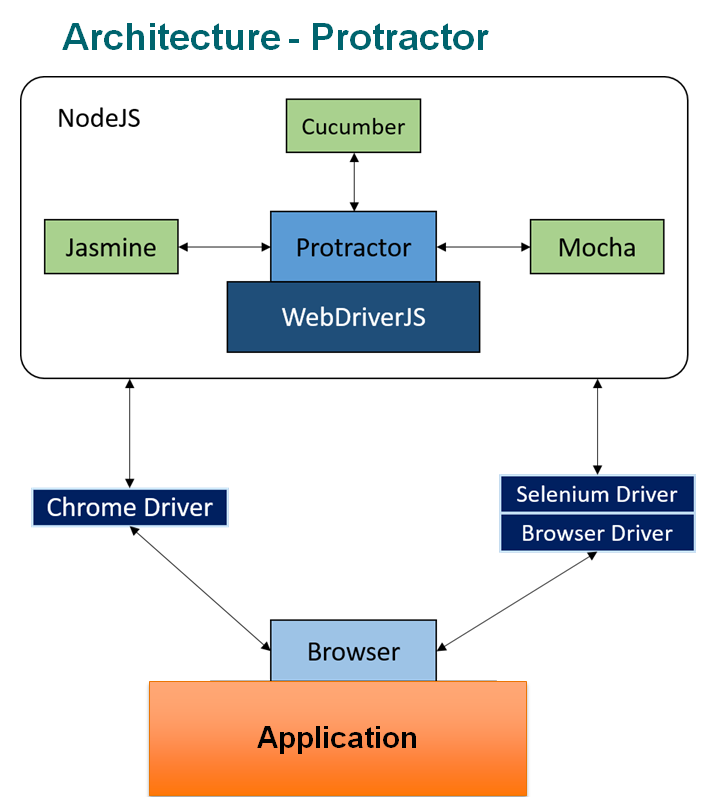 Architecture - Protractor
NodeJS
Cucumber
Jasmine
Protractor
Mocha
WebDriverJS
Chrome Driver
Selenium Driver
Browser Driver
Browser
Application